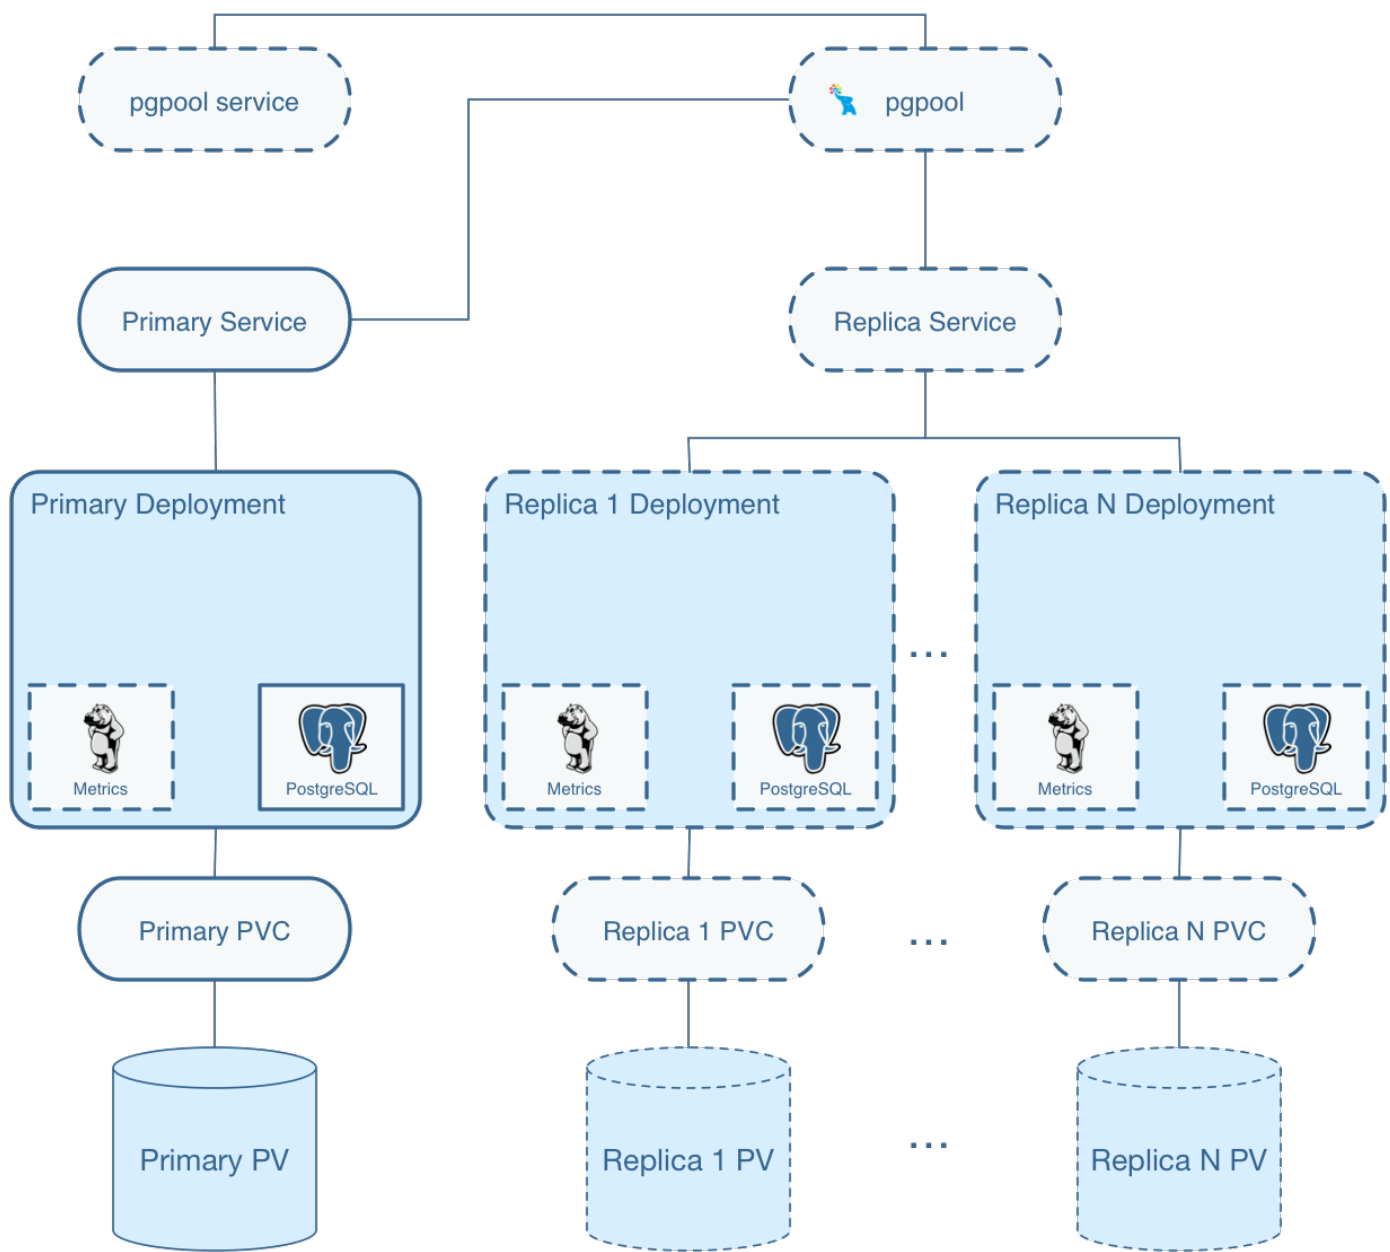 pgpool service
pgpool
Primary Service
Replica Service
Primary Deployment
Replica 1 Deployment
Replica N Deployment
...
Metrics
PostgreSQL
Metrics
PostgreSQL
Metrics
PostgreSQL
Primary PVC
Replica 1 PVC
...
Replica N PVC
Primary PV
Replica 1 PV
...
Replica N PV